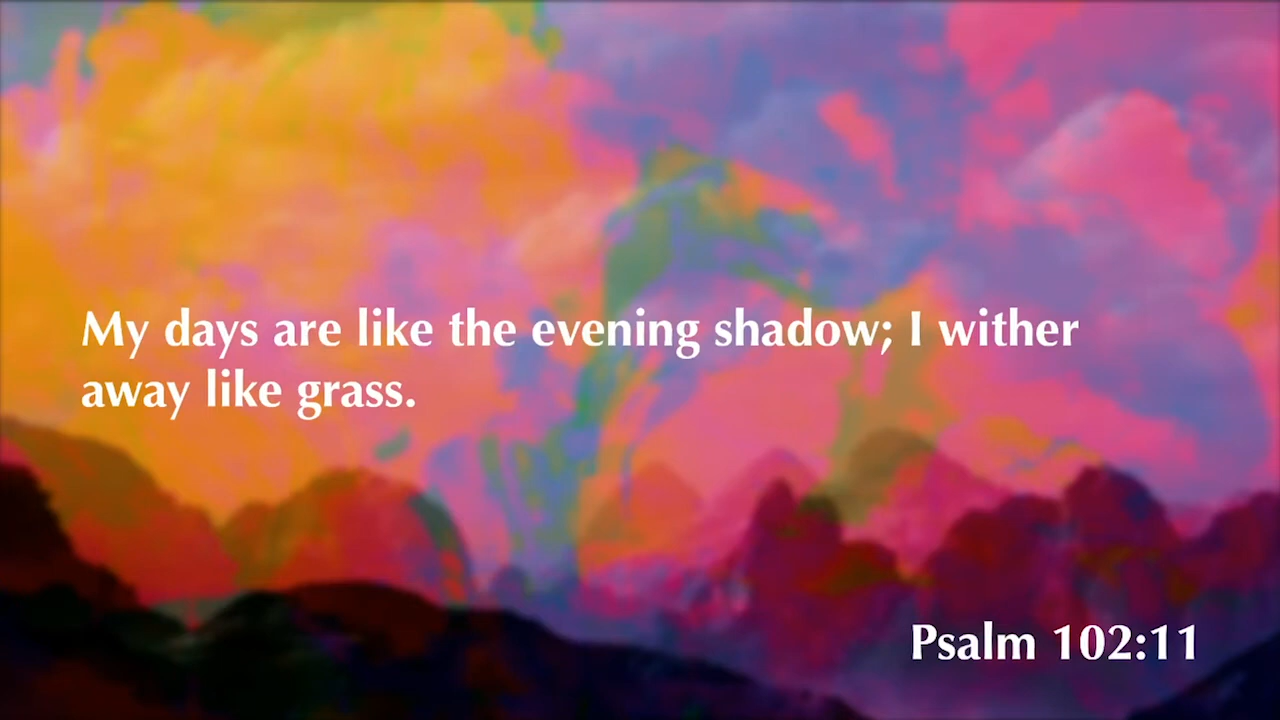 My days are like the evening shadow; I wither
away like grass.
Psalm 102:11